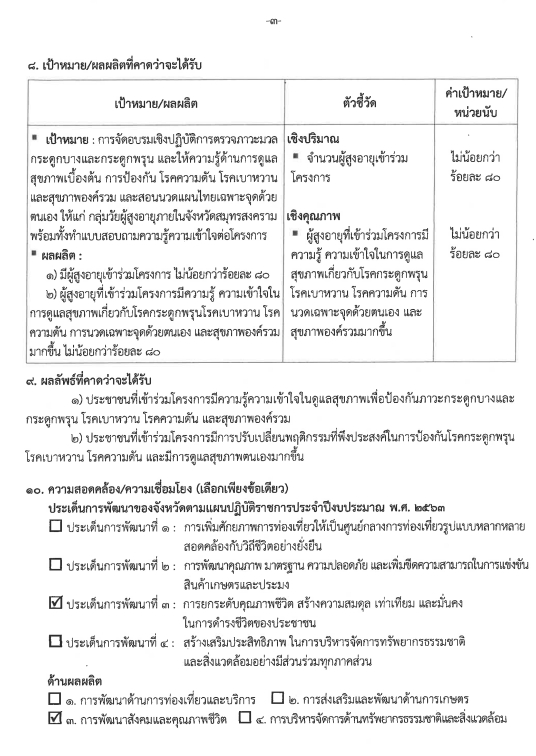 -๓-
๘. เป้าหมาย/ผลผลิตที่คาดว่าจะได้รับ
เป้าหมาย/ผลผลิต
ตัวชี้วัด
ค่าเป้าหมาย/
หน่วยนับ
▪ เป้าหมาย : การจัดอบรมเชิงปฏิบัติการตรวจภาวะมวล
กระดูกบางและกระดูกพรุน และให้ความรู้ด้านการดูแล
สุขภาพเบื้องต้น การป้องกัน โรคความดัน โรคเบาหวาน
และสุขภาพองค์รวม และสอนนวดแผนไทยเฉพาะจุดด้วย
ตนเอง ให้แก่ กลุ่มวัยผู้สูงอายุภายในจังหวัดสมุทรสงคราม
พร้อมทั้งทำแบบสอบถามความรู้ความเข้าใจต่อโครงการ
▪ ผลผลิต :
๑) มีผู้สูงอายุเข้าร่วมโครงการ ไม่น้อยกว่าร้อยละ ๘๐
๒) ผู้สูงอายุที่เข้าร่วมโครงการมีความรู้ ความเข้าใจใน
การดูแลสุขภาพเกี่ยวกับโรคกระดูกพรุนโรคเบาหวาน โรค
ความดัน การนวดเฉพาะจุดด้วยตนเอง และสุขภาพองค์รวม
มากขึ้น ไม่น้อยกว่าร้อยละ ๘๐
เชิงปริมาณ
▪ จำนวนผู้สูงอายุเข้าร่วม
โครงการ
เชิงคุณภาพ
▪ ผู้สูงอายุที่เข้าร่วมโครงการมี
ความรู้ ความเข้าใจในการดูแล
สุขภาพเกี่ยวกับโรคกระดูกพรุน
โรคเบาหวาน โรคความดัน การ
นวดเฉพาะจุดด้วยตนเอง และ
สุขภาพองค์รวมมากขึ้น
ไม่น้อยกว่า
ร้อยละ ๘๐
ไม่น้อยกว่า
ร้อยละ ๘๐
๙. ผลลัพธ์ที่คาดว่าจะได้รับ
๑) ประชาชนที่เข้าร่วมโครงการมีความรู้ความเข้าใจในดูแลสุขภาพเพื่อป้องกันภาวะกระดูกบางและ
กระดูกพรุน โรคเบาหวาน โรคความดัน และสุขภาพองค์รวม
๒) ประชาชนที่เข้าร่วมโครงการมีการปรับเปลี่ยนพฤติกรรมที่พึงประสงค์ในการป้องกันโรคกระดูกพรุน
โรคเบาหวาน โรคความดัน และมีการดูแลสุขภาพตนเองมากขึ้น
๑๐. ความสอดคล้อง/ความเชื่อมโยง (เลือกเพียงข้อเดียว)
ประเด็นการพัฒนาของจังหวัดตามแผนปฏิบัติราชการประจำปีงบประมาณ พ.ศ. ๒๕๖๓
☐ ประเด็นการพัฒนาที่ ๑ : การเพิ่มศักยภาพการท่องเที่ยวให้เป็นศูนย์กลางการท่องเที่ยวรูปแบบหลากหลาย
สอดคล้องกับวิถีชีวิตอย่างยั่งยืน
☐ ประเด็นการพัฒนาที่ ๒ : การพัฒนาคุณภาพ มาตรฐาน ความปลอดภัย และเพิ่มขีดความสามารถในการแข่งขัน
สินค้าเกษตรและประมง
☑ ประเด็นการพัฒนาที่ ๓ : การยกระดับคุณภาพชีวิต สร้างความสมดุล เท่าเทียม และมั่นคง
ในการดำรงชีวิตของประชาชน
☐ ประเด็นการพัฒนาที่ ๔ : สร้างเสริมประสิทธิภาพ ในการบริหารจัดการทรัพยากรธรรมชาติ
และสิ่งแวดล้อมอย่างมีส่วนร่วมทุกภาคส่วน
ด้านผลผลิต
☐ ๑. การพัฒนาด้านการท่องเที่ยวและบริการ ☐ ๒. การส่งเสริมและพัฒนาด้านการเกษตร
☑ ๓. การพัฒนาสังคมและคุณภาพชีวิต ☐ ๔. การบริหารจัดการด้านทรัพยากรธรรมชาติและสิ่งแวดล้อม